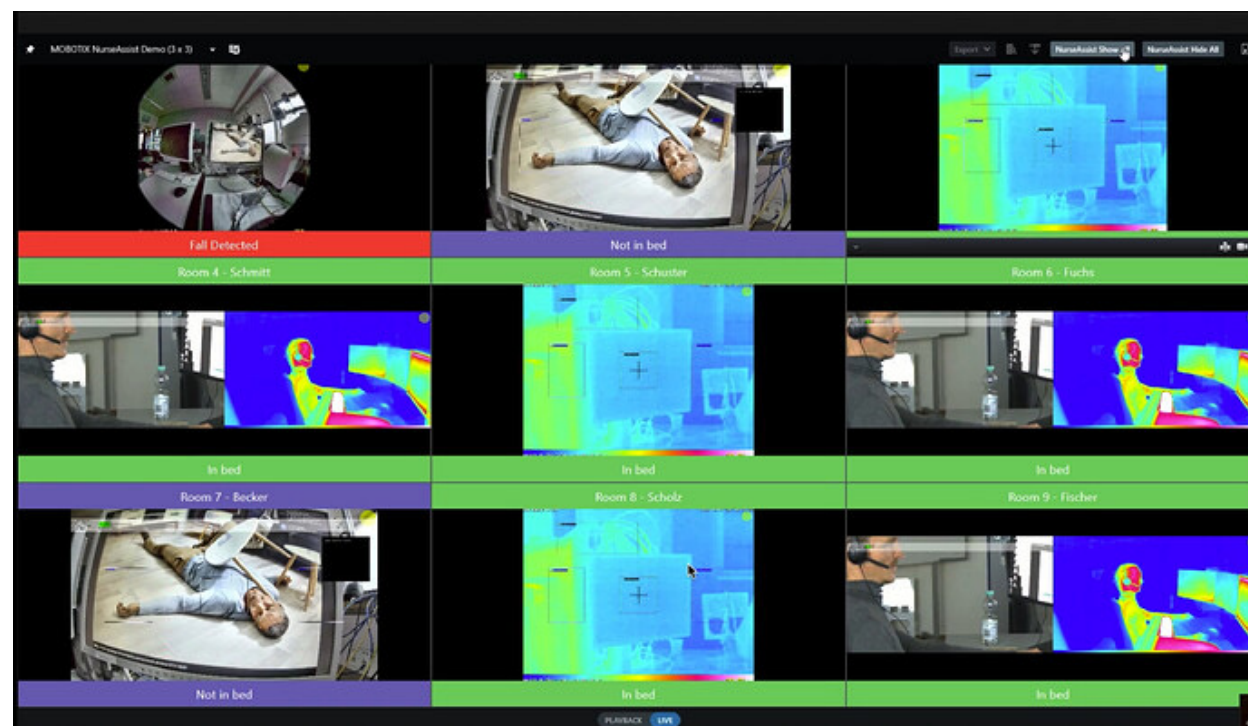 MOBOTIX NurseAssist Demo (3 x 3)
Export
NurseAssist Show
NurseAssist Hide All
Fall Detected
Not in bed
Room 4 - Schmitt
Room 5 - Schuster
Room 6 - Fuchs
In bed
In bed
In bed
Room 7 - Becker
Room 8 - Scholz
Room 9 - Fischer
Not in bed
In bed
In bed
PLAYBACK
LIVE